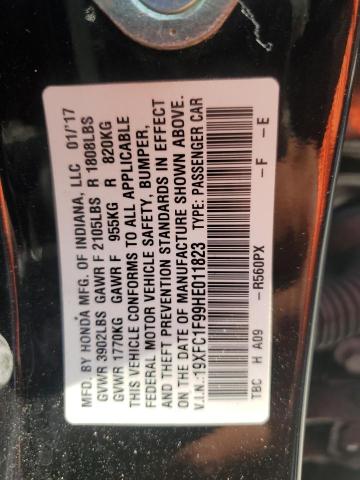 MFD. BY HONDA MFG. OF INDIANA, LLC 01/'17
GVWR 3902LBS GAWR F 2105LBS R 1808LBS
GVWR 1770KG GAWR F 955KG R 820KG
THIS VEHICLE CONFORMS TO ALL APPLICABLE
FEDERAL MOTOR VEHICLE SAFETY, BUMPER,
AND THEFT PREVENTION STANDARDS IN EFFECT
ON THE DATE OF MANUFACTURE SHOWN ABOVE.
V.I.N.: 19XFC1F99HE011823 TYPE: PASSENGER CAR
TBC H A09 -R560PX -F -E